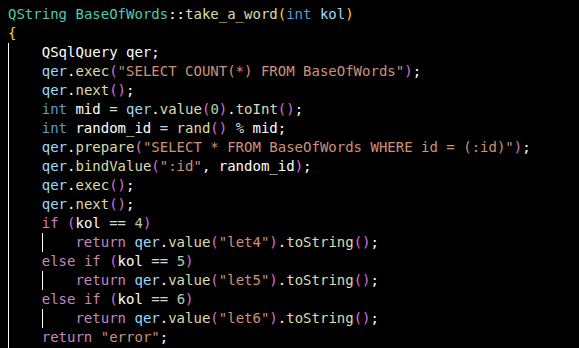 QString BaseOfWords::take_a_word(int kol)
{
    QSqlQuery qer;
    qer.exec("SELECT COUNT(*) FROM BaseOfWords");
    qer.next();
    int mid = qer.value(0).toInt();
    int random_id = rand() % mid;
    qer.prepare("SELECT * FROM BaseOfWords WHERE id = (:id)");
    qer.bindValue(":id", random_id);
    qer.exec();
    qer.next();
    if (kol == 4)
        return qer.value("let4").toString();
    else if (kol == 5)
        return qer.value("let5").toString();
    else if (kol == 6)
        return qer.value("let6").toString();
    return "error";